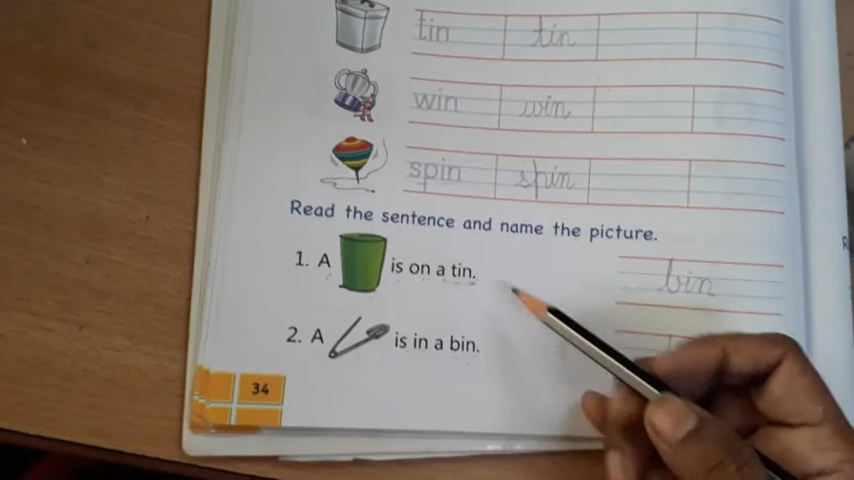 tin tin
win win
spin spin
Read the sentence and name the picture.
1. A is on a tin. bin
2. A is in a bin.
34